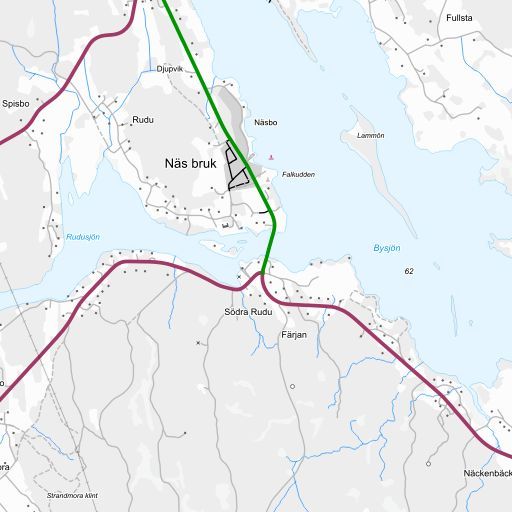 Fullsta
Djupvik
Spisbo
Rudu
Näsbo
Lammön
Näs bruk
Falkudden
Rudusjön
Bysjön
62
Södra Rudu
Färjan
Näckenbäck
Strandmora klint